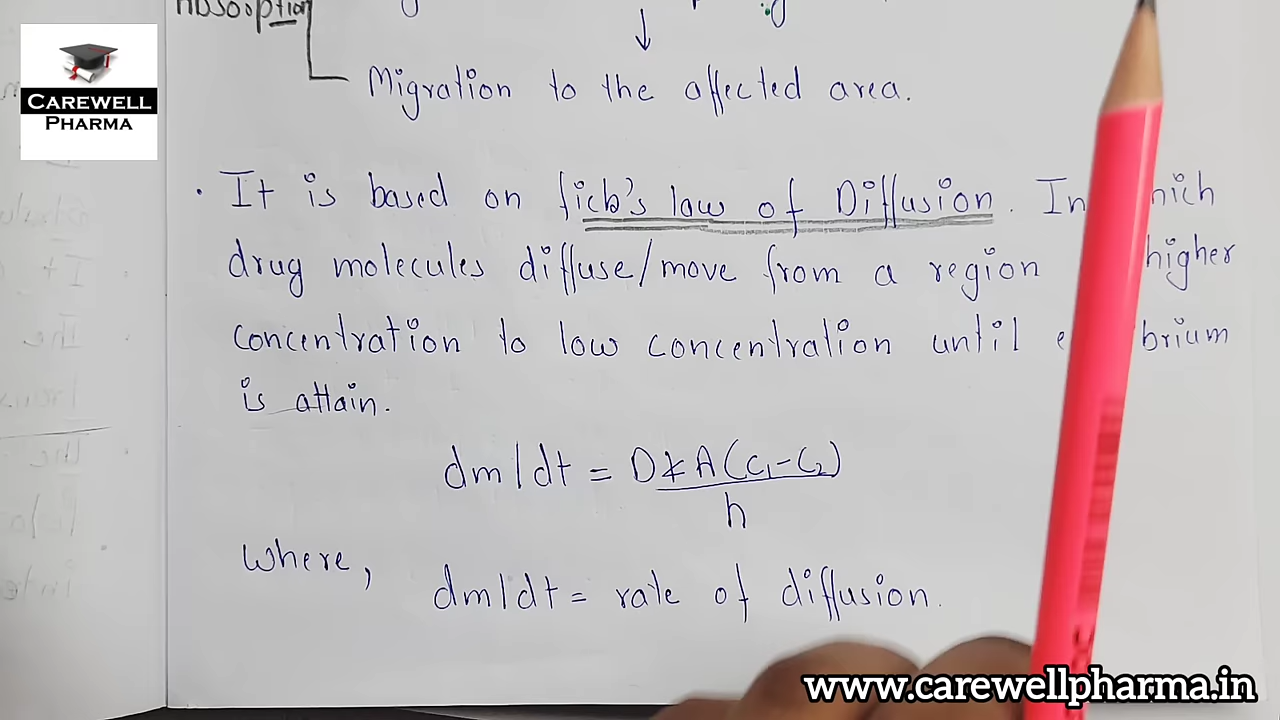 CAREWELL
PHARMA
Absooption
Migration to the affected area.
• It is based on fick's law of Diffusion. In
drug molecules diffuse/move from a region higher
concentration to low concentration until
is attain.
dm/dt = DKA(C₁-C₂)
h
where,
dm/dt = rate of diffusion.
www.carewellpharma.in